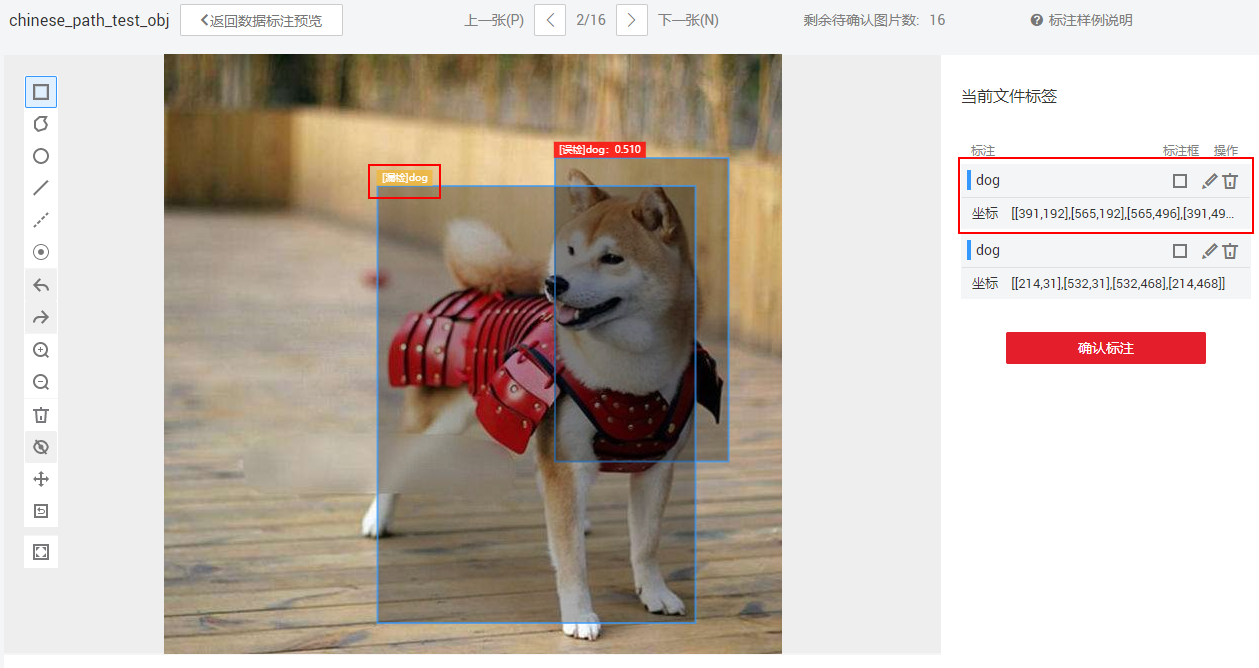 chinese_path_test_obj
返回数据标注预览
上一张(P)
2/16
下一张(N)
剩余待确认图片数: 16
标注样例说明
[误检]dog: 0.510
[漏检]dog
当前文件标签
标注 标注框 操作
dog
坐标 [[391,192],[565,192],[565,496],[391,49...
dog
坐标 [[214,31],[532,31],[532,468],[214,468]]
确认标注